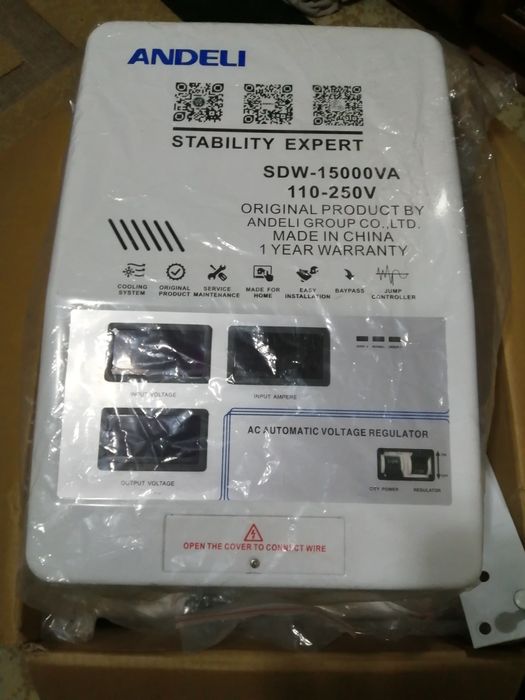 ANDELI
STABILITY EXPERT
SDW-15000VA
110-250V
ORIGINAL PRODUCT BY
ANDELI GROUP CO.,LTD.
MADE IN CHINA
1 YEAR WARRANTY
COOLING SYSTEM
ORIGINAL PRODUCT
SERVICE MAINTENANCE
MADE FOR HOME
EASY INSTALLATION
BAYPASS
JUMP CONTROLLER
INPUT VOLTAGE
INPUT AMPERE
OUTPUT VOLTAGE
AC AUTOMATIC VOLTAGE REGULATOR
CITY POWER
REGULATOR
OPEN THE COVER TO CONNECT WIRE